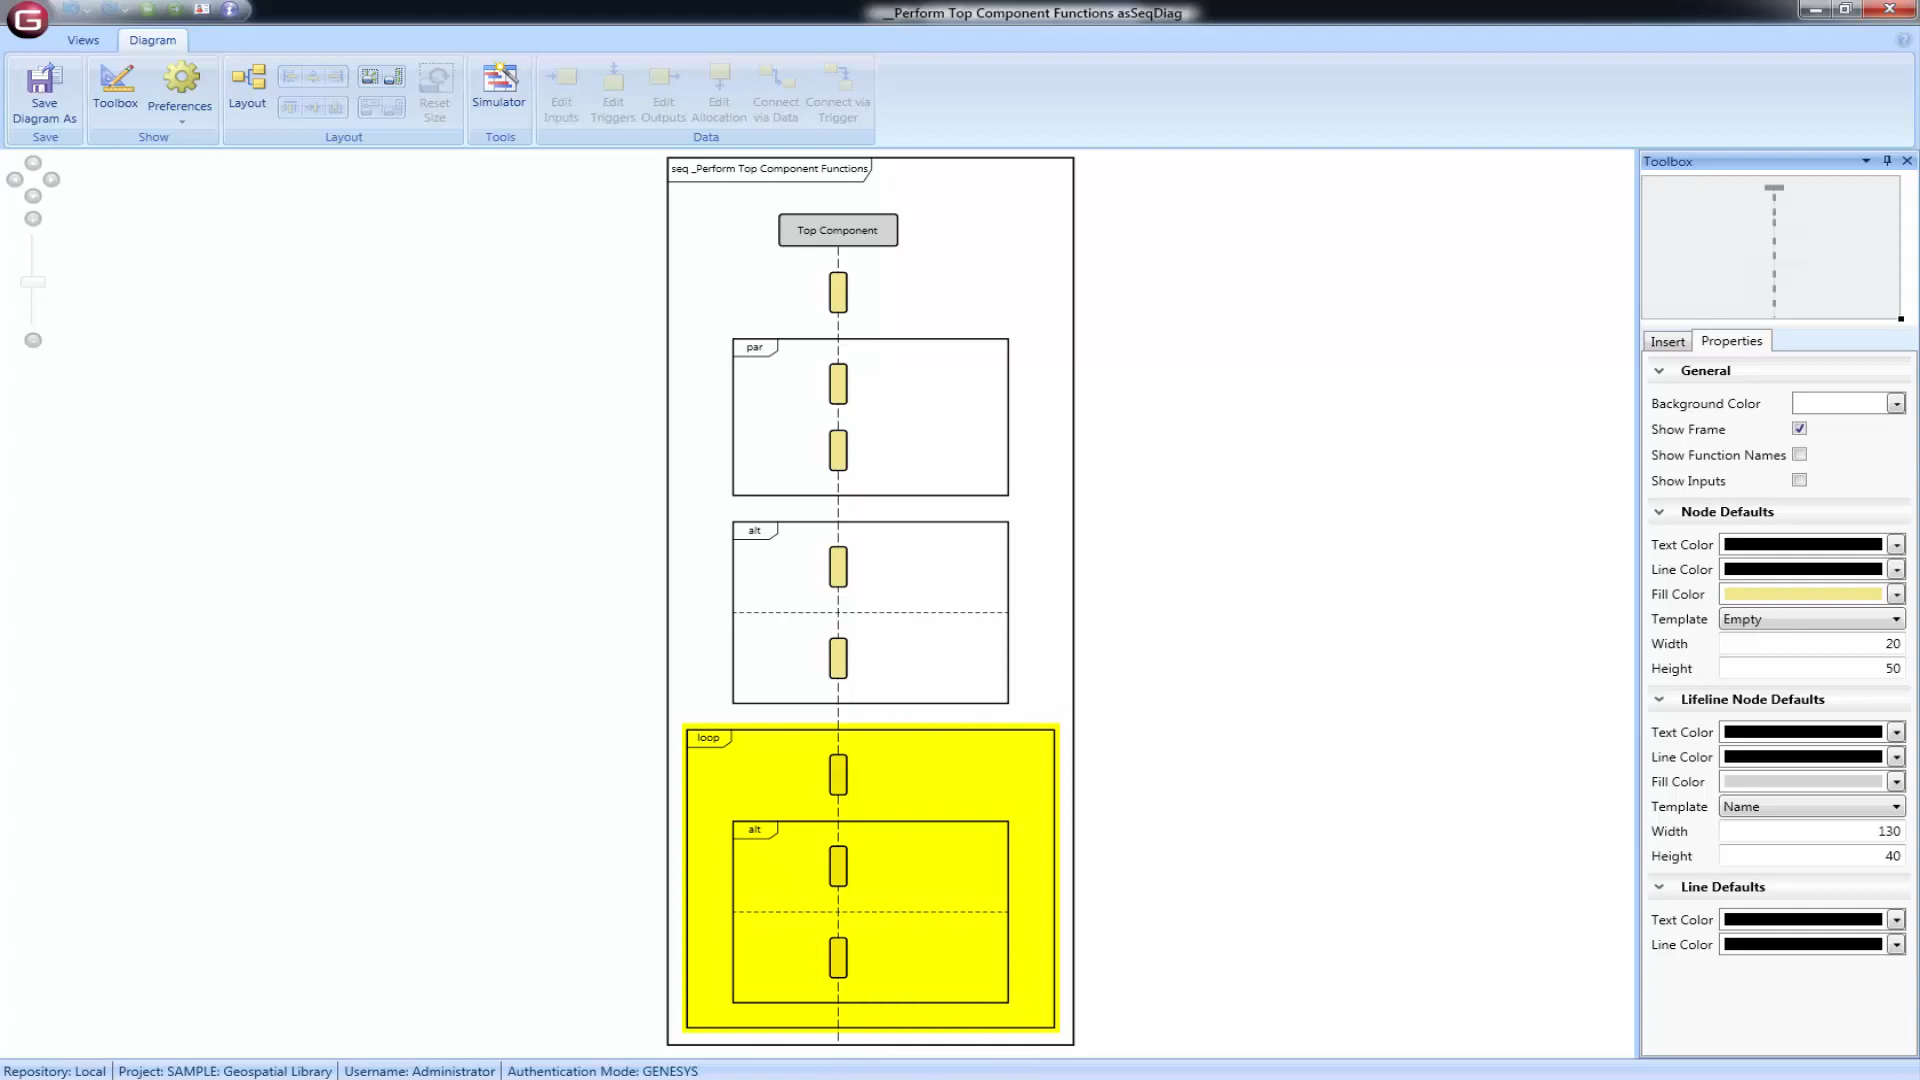 __Perform Top Component Functions asSeqDiag
Views
Diagram
Save
Diagram As
Toolbox
Preferences
Layout
Reset
Size
Simulator
Edit
Inputs
Edit
Triggers
Edit
Outputs
Edit
Allocation
Connect
via Data
Connect via
Trigger
Save
Show
Layout
Tools
Data
seq _Perform Top Component Functions
Top Component
par
alt
loop
alt
Toolbox
Insert
Properties
General
Background Color
Show Frame
Show Function Names
Show Inputs
Node Defaults
Text Color
Line Color
Fill Color
Template Empty
Width 20
Height 50
Lifeline Node Defaults
Text Color
Line Color
Fill Color
Template Name
Width 130
Height 40
Line Defaults
Text Color
Line Color
Repository: Local
Project: SAMPLE: Geospatial Library
Username: Administrator
Authentication Mode: GENESYS